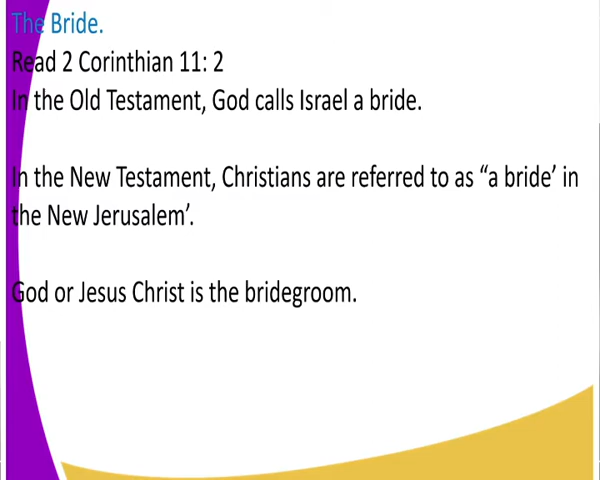 The Bride.
Read 2 Corinthian 11: 2
In the Old Testament, God calls Israel a bride.
In the New Testament, Christians are referred to as “a bride’ in
the New Jerusalem’.
God or Jesus Christ is the bridegroom.